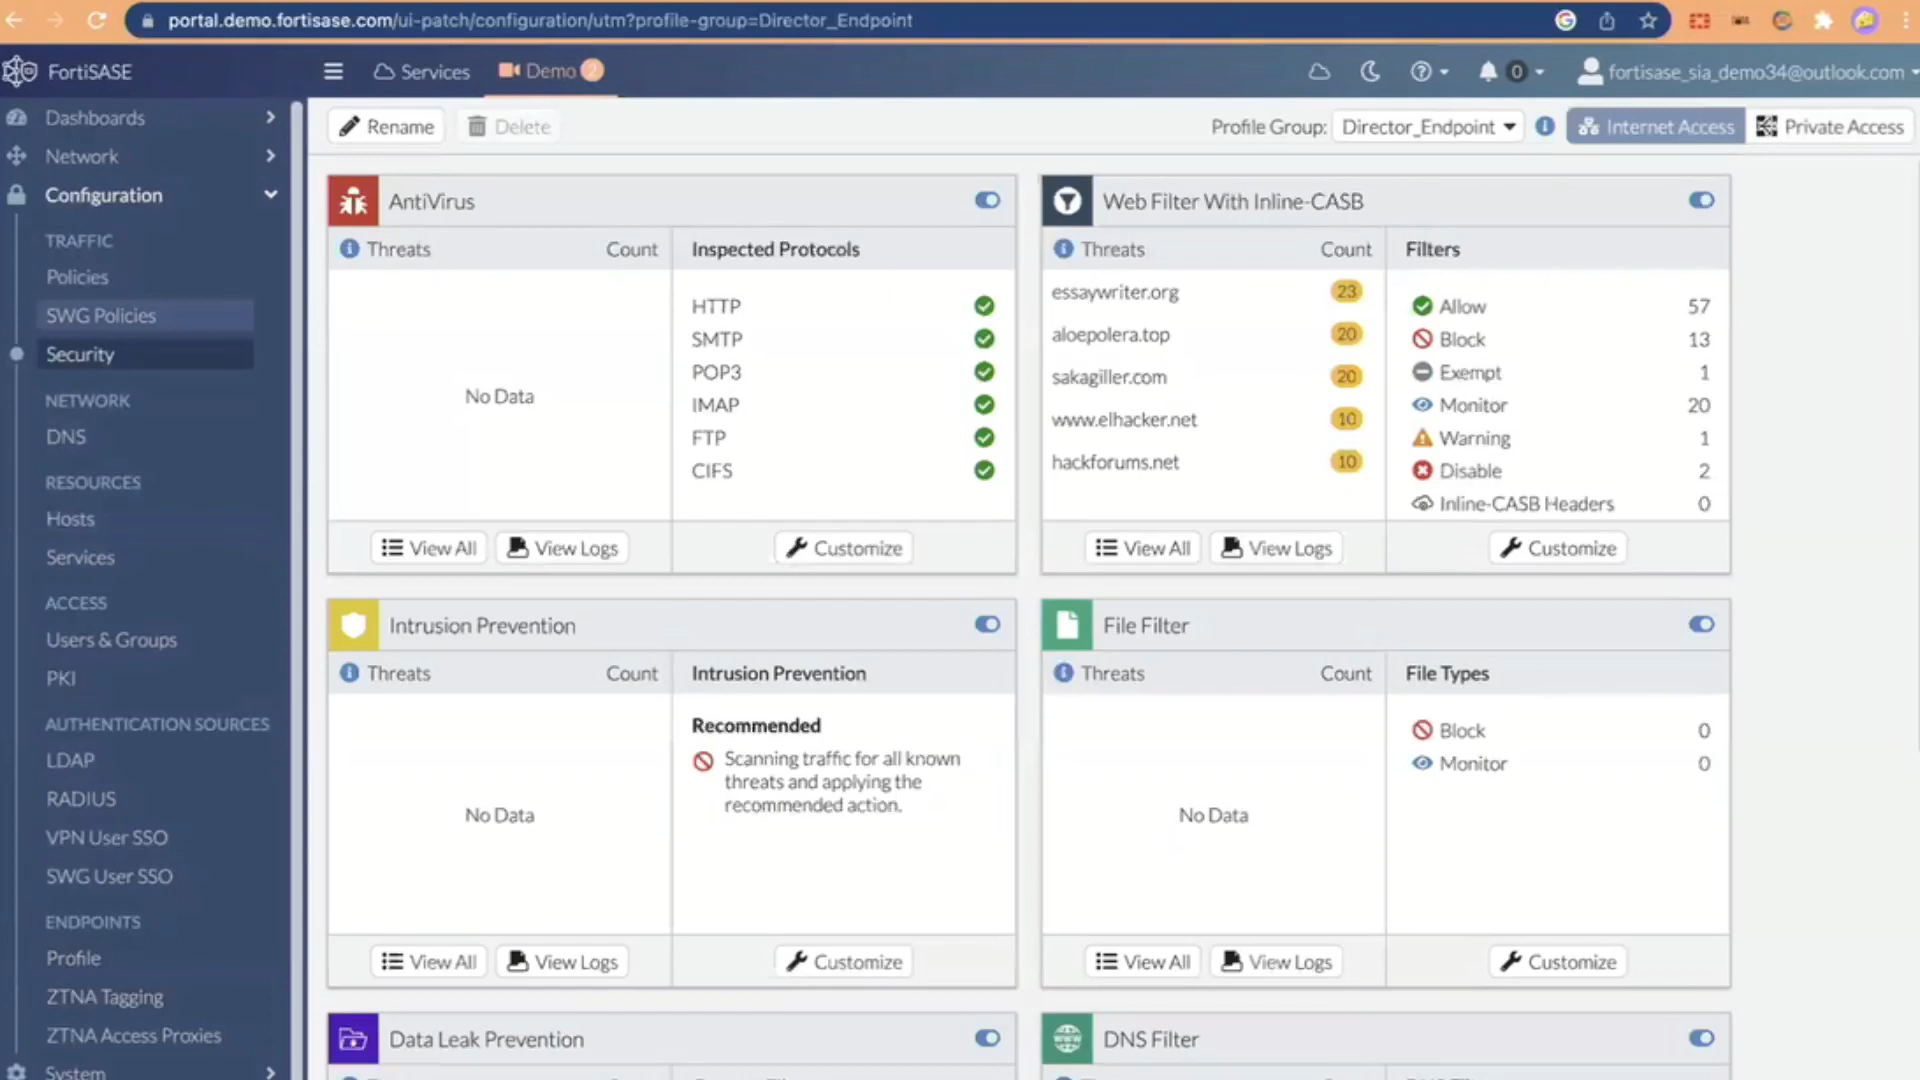 portal.demo.fortisase.com/ui-patch/configuration/utm?profile-group=Director_Endpoint
FortiSASE
Services
Demo 2
0
fortisase_sia_demo34@outlook.com
Dashboards
Network
Configuration
TRAFFIC
Policies
SWG Policies
Security
NETWORK
DNS
RESOURCES
Hosts
Services
ACCESS
Users & Groups
PKI
AUTHENTICATION SOURCES
LDAP
RADIUS
VPN User SSO
SWG User SSO
ENDPOINTS
Profile
ZTNA Tagging
ZTNA Access Proxies
System
Rename
Delete
Profile Group: Director_Endpoint
Internet Access
Private Access
AntiVirus
Threats Count
No Data
Inspected Protocols
HTTP
SMTP
POP3
IMAP
FTP
CIFS
View All
View Logs
Customize
Web Filter With Inline-CASB
Threats Count
essaywriter.org 23
aloepolera.top 20
sakagiller.com 20
www.elhacker.net 10
hackforums.net 10
Filters
Allow 57
Block 13
Exempt 1
Monitor 20
Warning 1
Disable 2
Inline-CASB Headers 0
View All
View Logs
Customize
Intrusion Prevention
Threats Count
No Data
Intrusion Prevention
Recommended
Scanning traffic for all known
threats and applying the
recommended action.
View All
View Logs
Customize
File Filter
Threats Count
No Data
File Types
Block 0
Monitor 0
View All
View Logs
Customize
Data Leak Prevention
DNS Filter